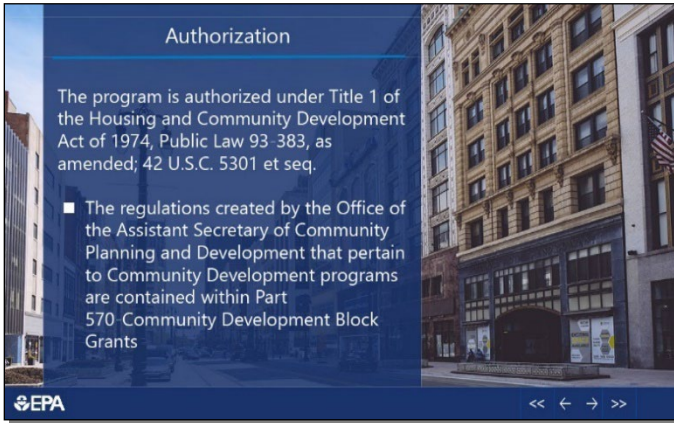 Authorization
The program is authorized under Title 1 of
the Housing and Community Development
Act of 1974, Public Law 93-383, as
amended; 42 U.S.C. 5301 et seq.
■ The regulations created by the Office of
the Assistant Secretary of Community
Planning and Development that pertain
to Community Development programs
are contained within Part
570-Community Development Block
Grants
EPA
<< ← → >>